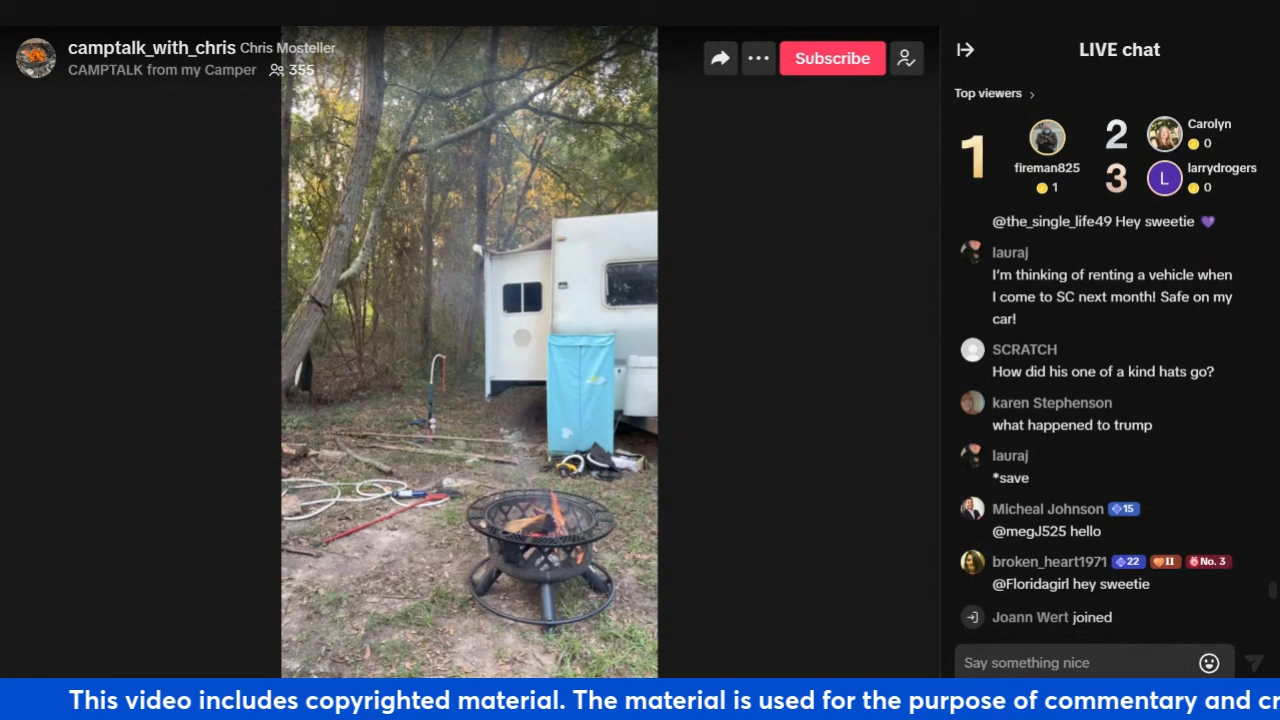 camptalk_with_chris Chris Mosteller
CAMPTALK from my Camper 355
Subscribe
LIVE chat
Top viewers
1
fireman825
1
2
Carolyn
0
3
L
larrydrogers
0
@the_single_life49 Hey sweetie 💜
lauraj
I'm thinking of renting a vehicle when
I come to SC next month! Safe on my
car!
SCRATCH
How did his one of a kind hats go?
karen Stephenson
what happened to trump
lauraj
*save
Micheal Johnson 15
@megJ525 hello
broken_heart1971 22 II No. 3
@Floridagirl hey sweetie
Joann Wert joined
Say something nice
This video includes copyrighted material. The material is used for the purpose of commentary and cr